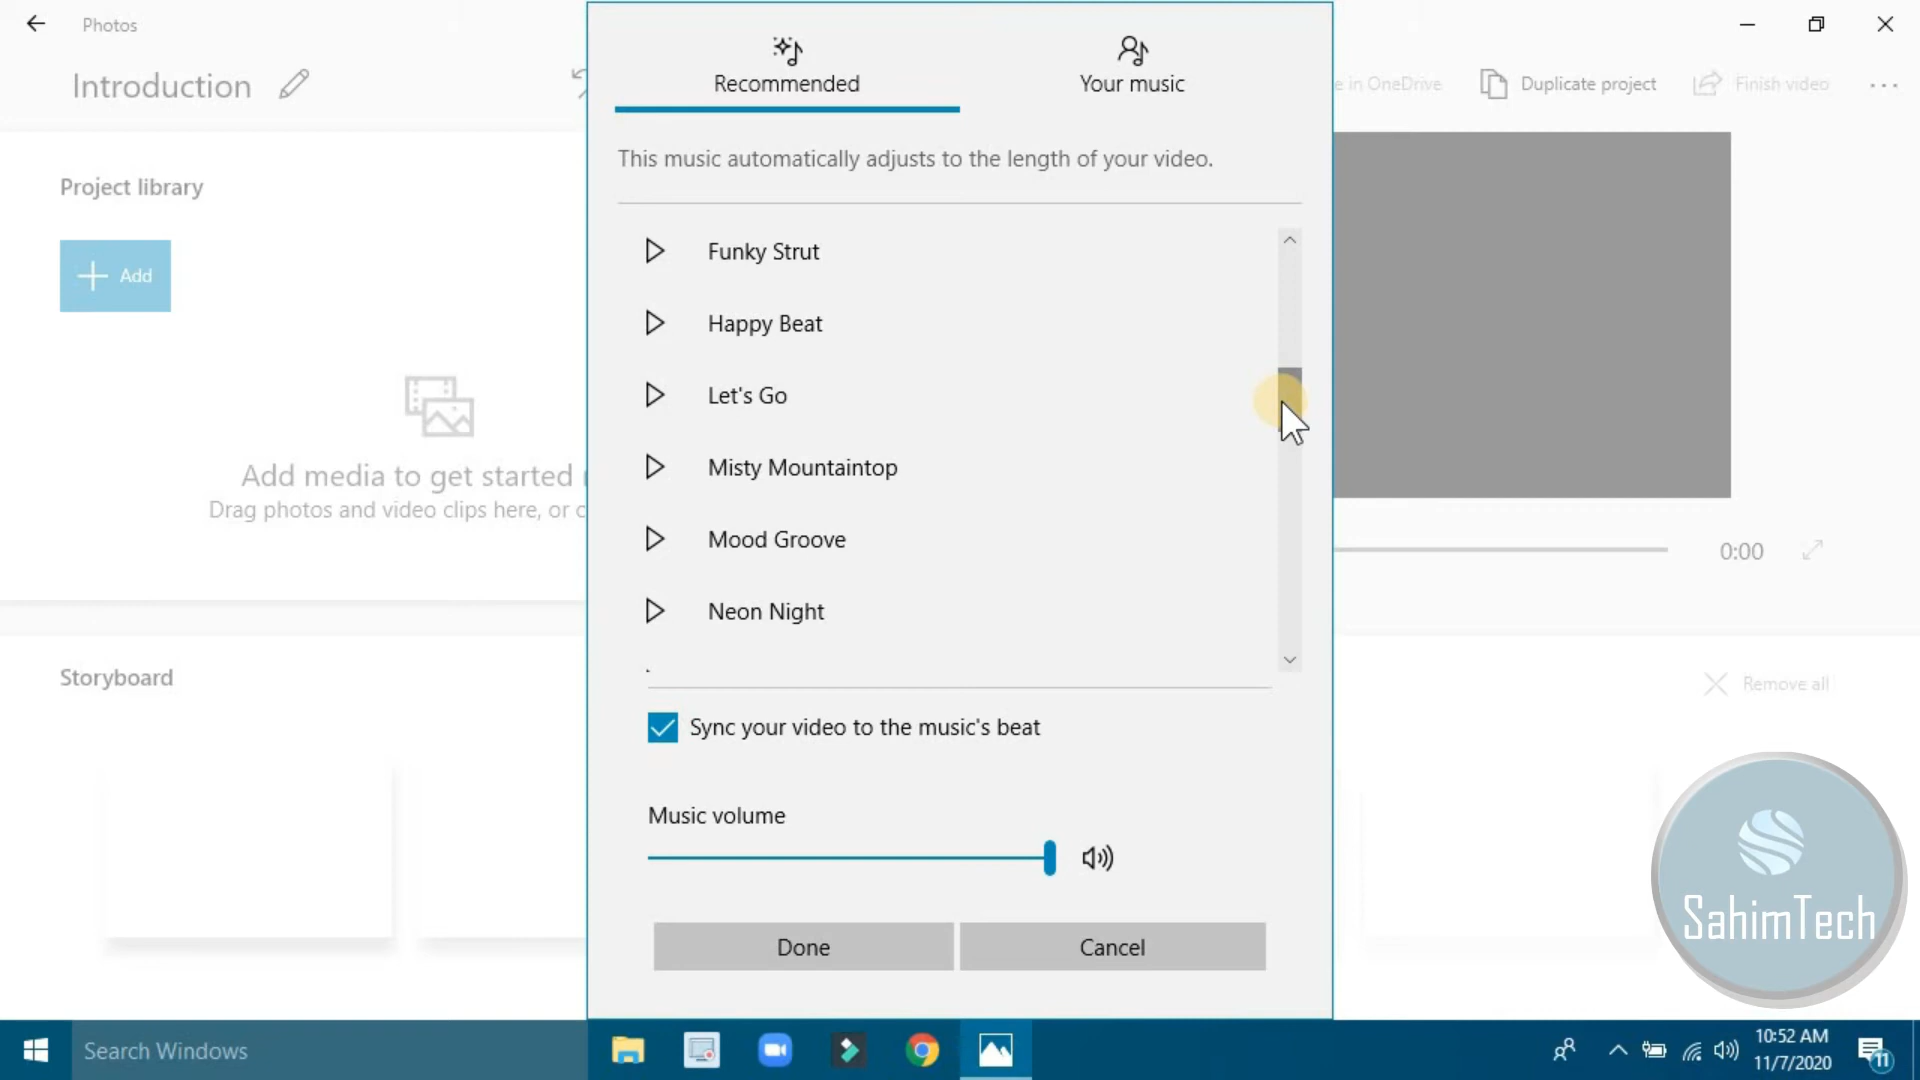 Photos
Introduction
e in OneDrive
Duplicate project
Finish video
Recommended
Your music
This music automatically adjusts to the length of your video.
Project library
Add
Add media to get started
Drag photos and video clips here, or c
Funky Strut
Happy Beat
Let's Go
Misty Mountaintop
Mood Groove
Neon Night
0:00
Storyboard
Remove all
Sync your video to the music's beat
Music volume
Done
Cancel
SahimTech
Search Windows
10:52 AM
11/7/2020
11